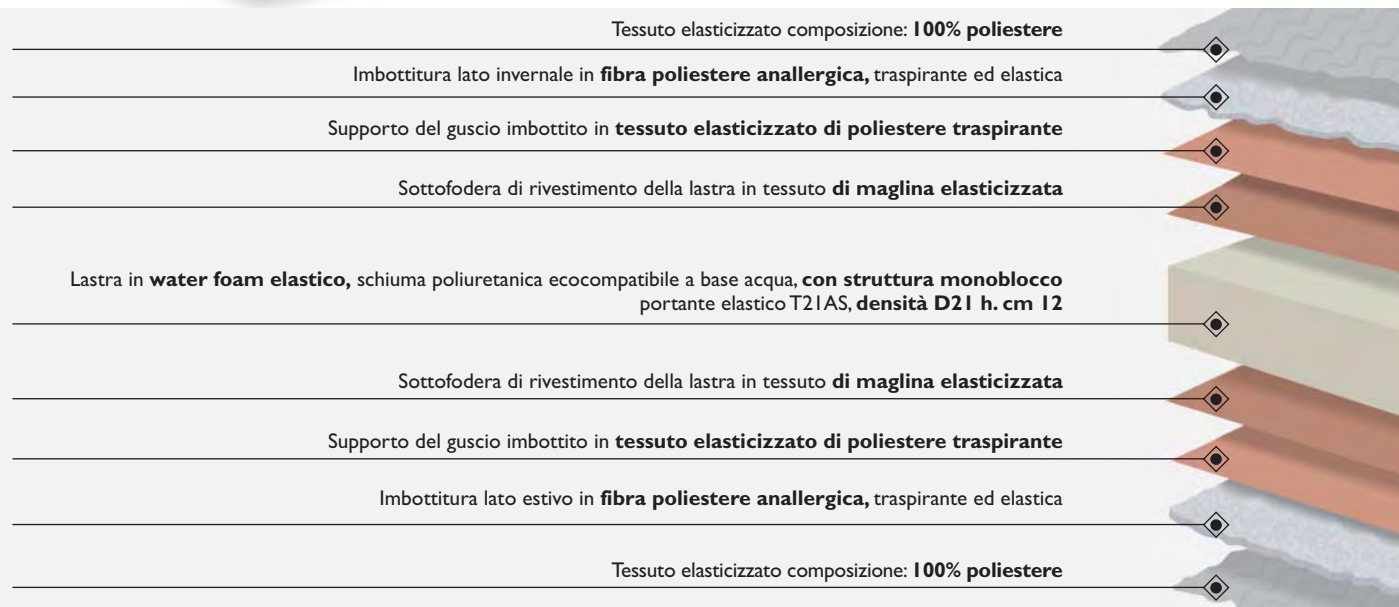 Tessuto elasticizzato composizione: 100% poliestere
Imbottitura lato invernale in fibra poliestere anallergica, traspirante ed elastica
Supporto del guscio imbottito in tessuto elasticizzato di poliestere traspirante
Sottofodera di rivestimento della lastra in tessuto di maglina elasticizzata
Lastra in water foam elastico, schiuma poliuretanica ecocompatibile a base acqua, con struttura monoblocco
portante elastico T21AS, densità D21 h. cm 12
Sottofodera di rivestimento della lastra in tessuto di maglina elasticizzata
Supporto del guscio imbottito in tessuto elasticizzato di poliestere traspirante
Imbottitura lato estivo in fibra poliestere anallergica, traspirante ed elastica
Tessuto elasticizzato composizione: 100% poliestere